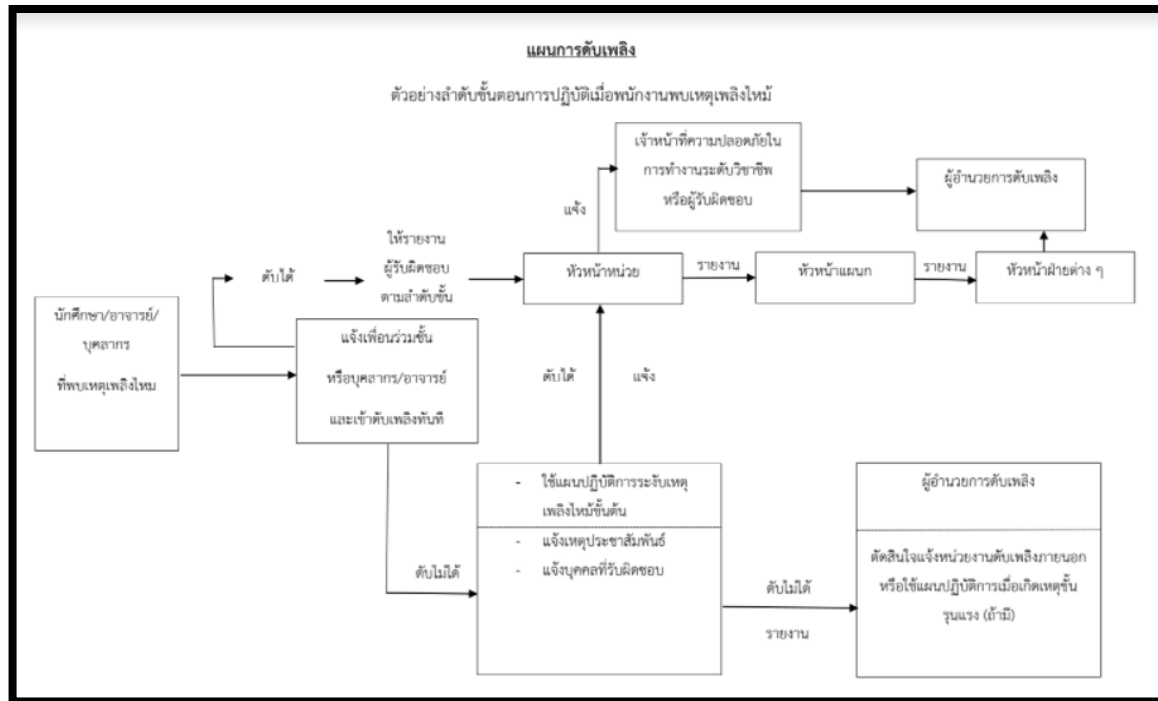 แผนการดับเพลิง
ตัวอย่างลำดับขั้นตอนการปฏิบัติเมื่อพนักงานพบเหตุเพลิงไหม้
เจ้าหน้าที่ความปลอดภัยใน
การทำงานระดับวิชาชีพ
หรือผู้รับผิดชอบ
ผู้อำนวยการดับเพลิง
แจ้ง
ดับได้
ให้รายงาน
ผู้รับผิดชอบ
ตามลำดับขั้น
หัวหน้าหน่วย
รายงาน
หัวหน้าแผนก
รายงาน
หัวหน้าฝ่ายต่าง ๆ
นักศึกษา/อาจารย์/
บุคลากร
ที่พบเหตุเพลิงไหม
แจ้งเพื่อนร่วมชั้น
หรือบุคลากร/อาจารย์
และเข้าดับเพลิงทันที
ดับได้
แจ้ง
ดับไม่ได้
- ใช้แผนปฏิบัติการระงับเหตุ
เพลิงไหม้ขั้นต้น
- แจ้งเหตุประชาสัมพันธ์
- แจ้งบุคคลที่รับผิดชอบ
ดับไม่ได้
รายงาน
ผู้อำนวยการดับเพลิง
ตัดสินใจแจ้งหน่วยงานดับเพลิงภายนอก
หรือใช้แผนปฏิบัติการเมื่อเกิดเหตุขั้น
รุนแรง (ถ้ามี)